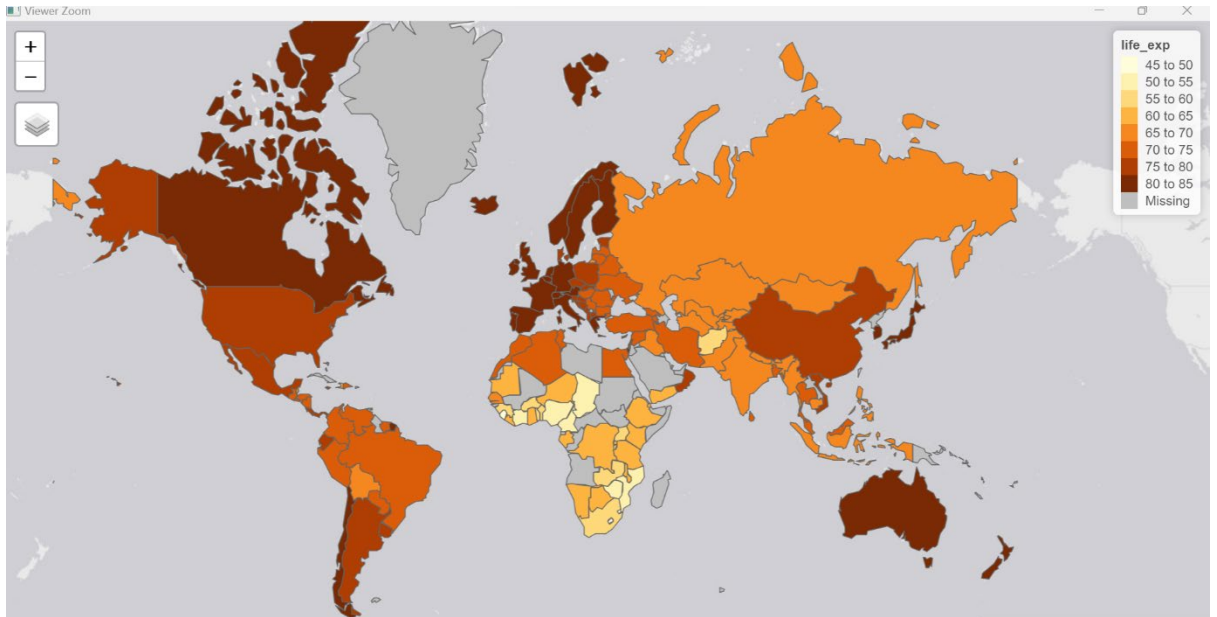 Viewer Zoom
+
−
life_exp
45 to 50
50 to 55
55 to 60
60 to 65
65 to 70
70 to 75
75 to 80
80 to 85
Missing